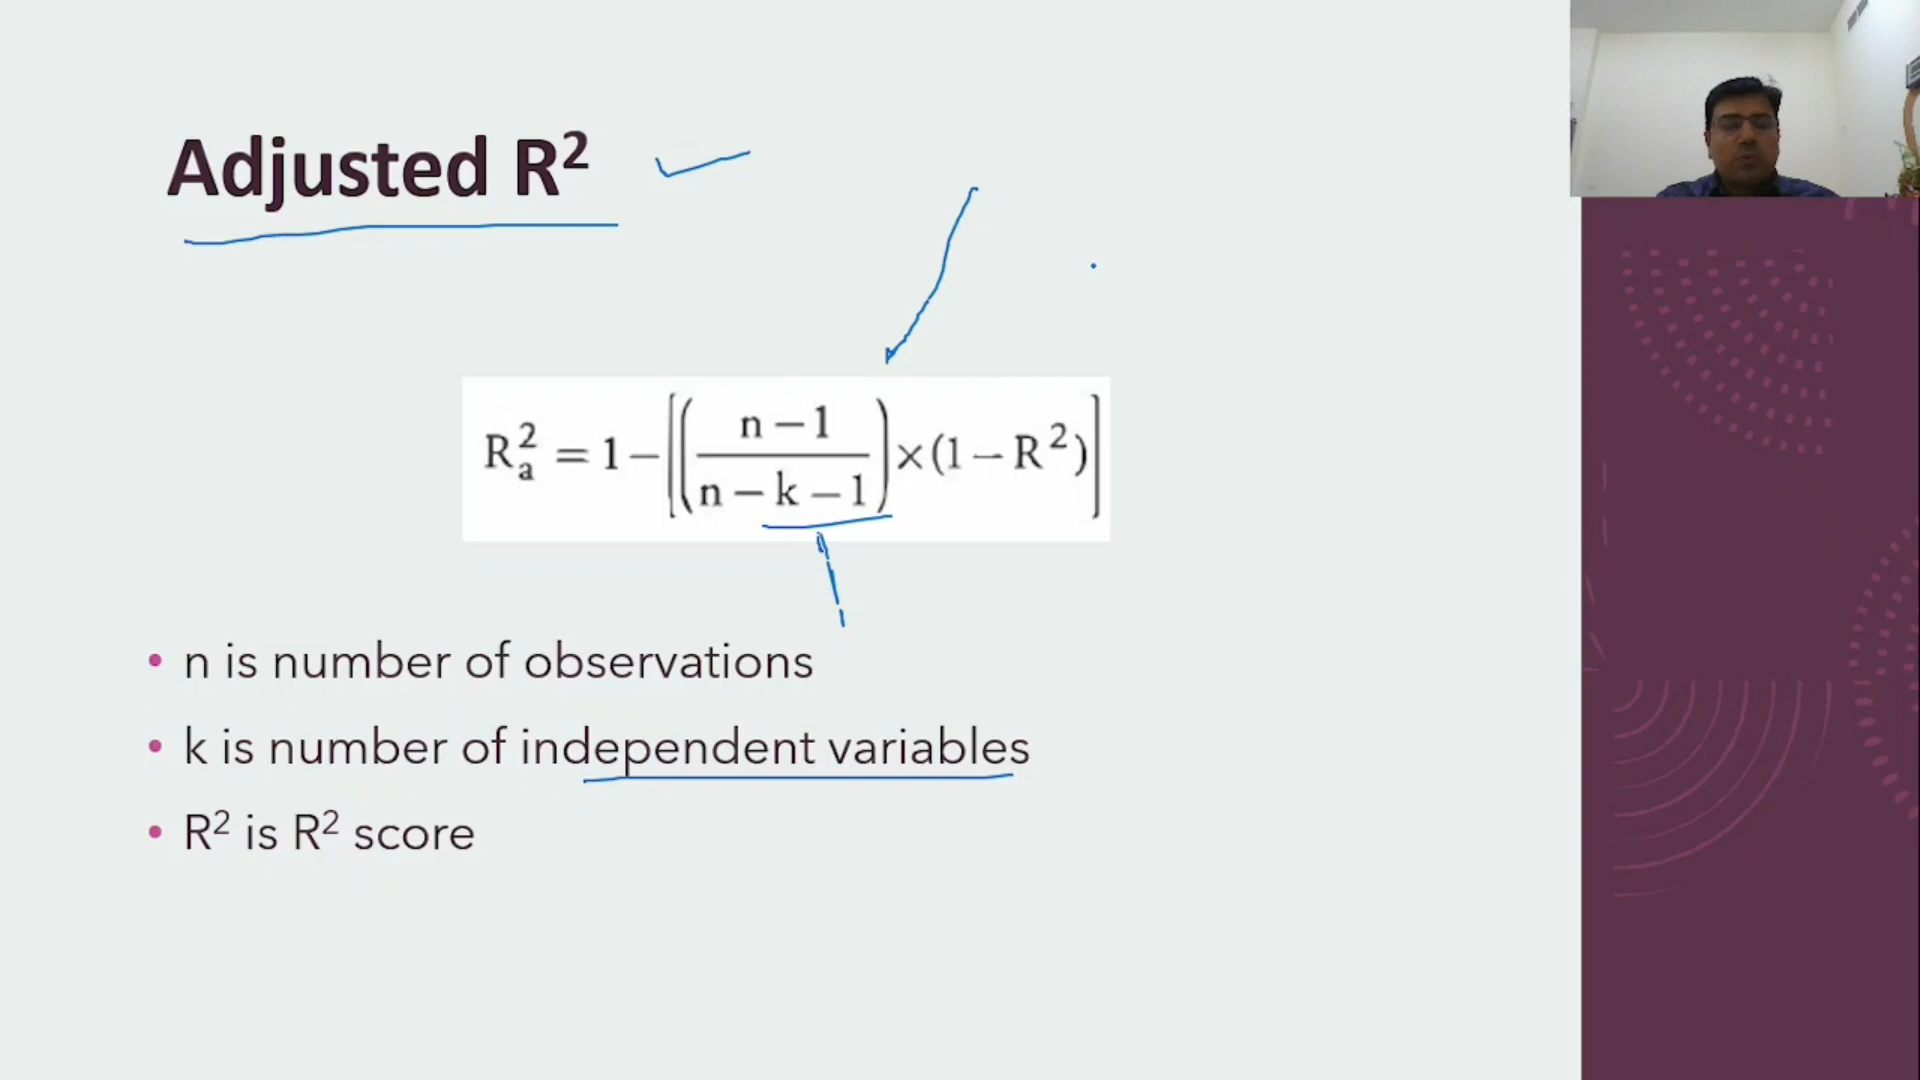 Adjusted R²
R²ₐ = 1 − [((n − 1)/(n − k − 1)) × (1 − R²)]
• n is number of observations
• k is number of independent variables
• R² is R² score